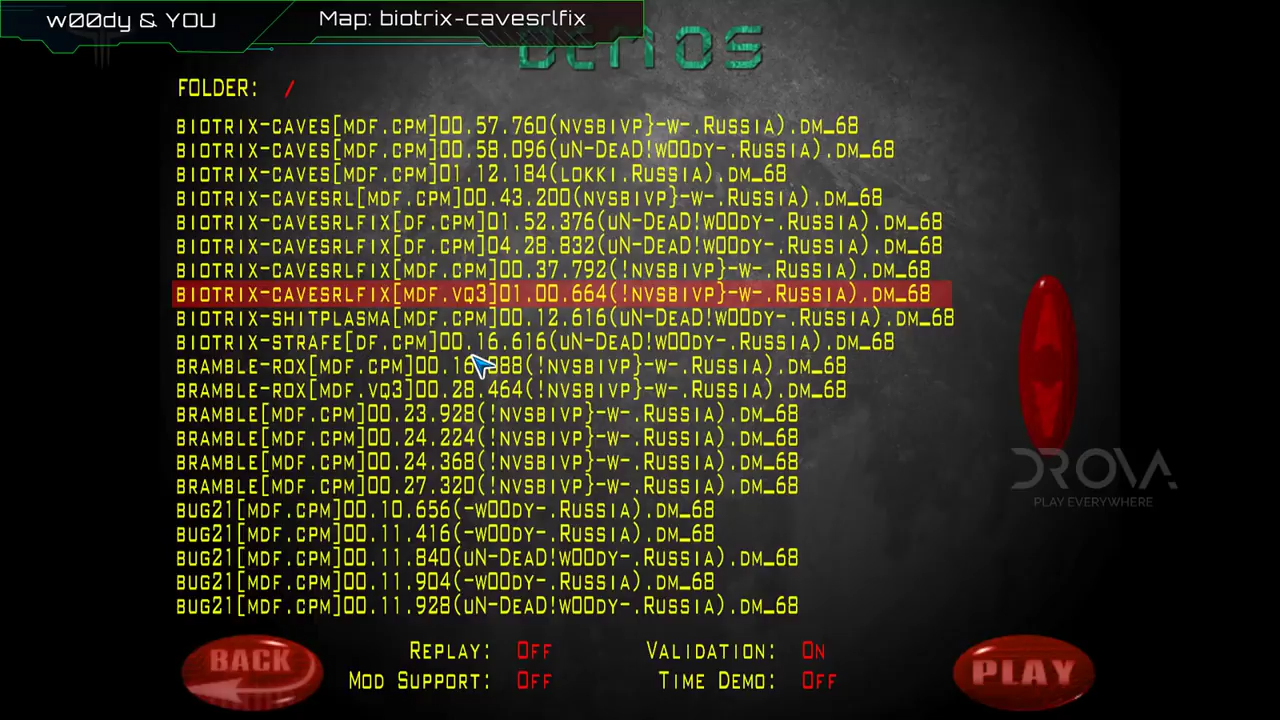 w00dy & YOU
Map: biotrix-cavesrlfix
DEMOS
FOLDER: /
BIOTRIX-CAVES[MDF.CPM]00.57.760(NVSBIVP}-W-.RUSSIA).DM_68
BIOTRIX-CAVES[MDF.CPM]00.58.096(UN-DEAD!W00DY-.RUSSIA).DM_68
BIOTRIX-CAVES[MDF.CPM]01.12.184(LOKKI.RUSSIA).DM_68
BIOTRIX-CAVESRL[MDF.CPM]00.43.200(NVSBIVP}-W-.RUSSIA).DM_68
BIOTRIX-CAVESRLFIX[DF.CPM]01.52.376(UN-DEAD!W00DY-.RUSSIA).DM_68
BIOTRIX-CAVESRLFIX[DF.CPM]04.28.832(UN-DEAD!W00DY-.RUSSIA).DM_68
BIOTRIX-CAVESRLFIX[MDF.CPM]00.37.792(!NVSBIVP}-W-.RUSSIA).DM_68
BIOTRIX-CAVESRLFIX[MDF.VQ3]01.00.664(!NVSBIVP}-W-.RUSSIA).DM_68
BIOTRIX-SHITPLASMA[MDF.CPM]00.12.616(UN-DEAD!W00DY-.RUSSIA).DM_68
BIOTRIX-STRAFE[DF.CPM]00.16.616(UN-DEAD!W00DY-.RUSSIA).DM_68
BRAMBLE-ROX[MDF.CPM]00.16.888(!NVSBIVP}-W-.RUSSIA).DM_68
BRAMBLE-ROX[MDF.VQ3]00.28.464(!NVSBIVP}-W-.RUSSIA).DM_68
BRAMBLE[MDF.CPM]00.23.928(!NVSBIVP}-W-.RUSSIA).DM_68
BRAMBLE[MDF.CPM]00.24.224(!NVSBIVP}-W-.RUSSIA).DM_68
BRAMBLE[MDF.CPM]00.24.368(!NVSBIVP}-W-.RUSSIA).DM_68
BRAMBLE[MDF.CPM]00.27.320(!NVSBIVP}-W-.RUSSIA).DM_68
BUG21[MDF.CPM]00.10.656(-W00DY-.RUSSIA).DM_68
BUG21[MDF.CPM]00.11.416(-W00DY-.RUSSIA).DM_68
BUG21[MDF.CPM]00.11.840(UN-DEAD!W00DY-.RUSSIA).DM_68
BUG21[MDF.CPM]00.11.904(-W00DY-.RUSSIA).DM_68
BUG21[MDF.CPM]00.11.928(UN-DEAD!W00DY-.RUSSIA).DM_68
DROVA
PLAY EVERYWHERE
BACK
REPLAY: OFF
VALIDATION: ON
MOD SUPPORT: OFF
TIME DEMO: OFF
PLAY